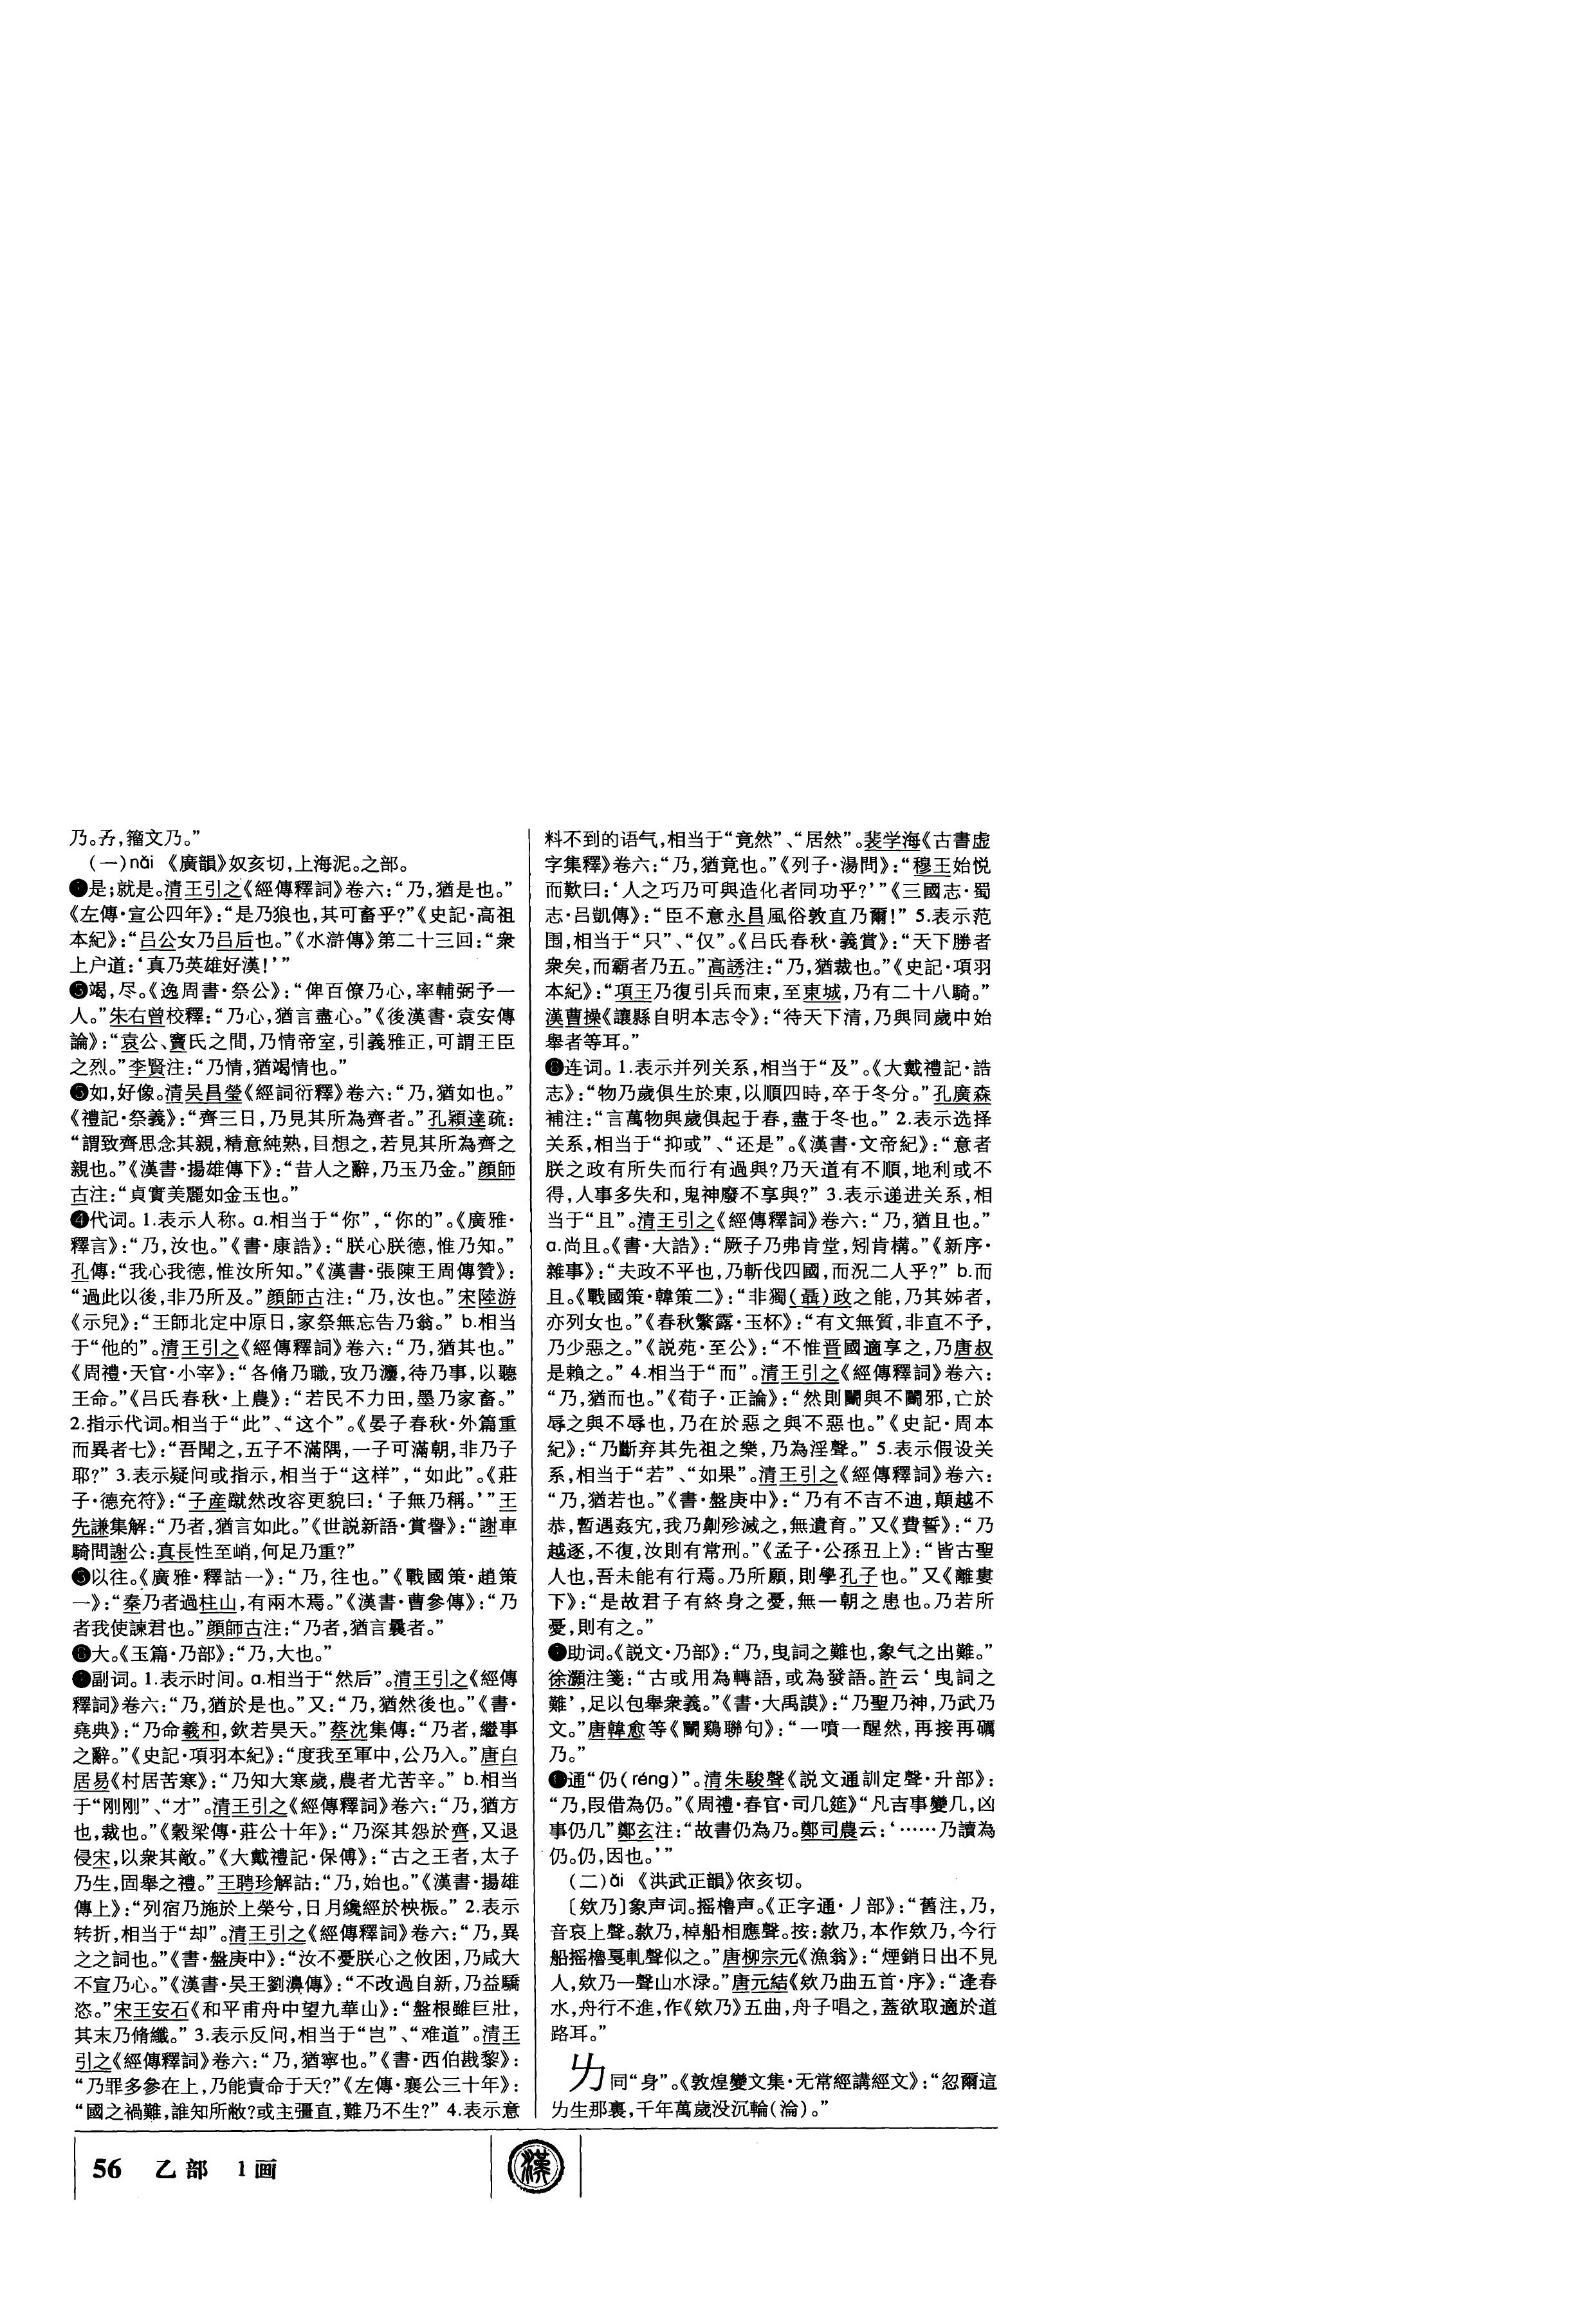 乃。𠄕,籀文乃。”
(一)nǎi 《廣韻》奴亥切,上海泥。之部。
❶是;就是。清王引之《經傳釋詞》卷六:“乃,猶是也。”
《左傳·宣公四年》:“是乃狼也,其可畜乎?”《史記·高祖
本紀》:“吕公女乃吕后也。”《水滸傳》第二十三回:“衆
上户道:‘真乃英雄好漢!’”
❷竭,尽。《逸周書·祭公》:“俾百僚乃心,率輔弼予一
人。”朱右曾校釋:“乃心,猶言盡心。”《後漢書·袁安傳
論》:“袁公、竇氏之間,乃情帝室,引義雅正,可謂王臣
之烈。”李賢注:“乃情,猶竭情也。”
❸如,好像。清吴昌瑩《經詞衍釋》卷六:“乃,猶如也。”
《禮記·祭義》:“齊三日,乃見其所為齊者。”孔穎達疏:
“謂致齊思念其親,精意純熟,目想之,若見其所為齊之
親也。”《漢書·揚雄傳下》:“昔人之辭,乃玉乃金。”顔師
古注:“貞實美麗如金玉也。”
❹代词。1.表示人称。a.相当于“你”,“你的”。《廣雅·
釋言》:“乃,汝也。”《書·康誥》:“朕心朕德,惟乃知。”
孔傳:“我心我德,惟汝所知。”《漢書·張陳王周傳贊》:
“過此以後,非乃所及。”顔師古注:“乃,汝也。”宋陸游
《示兒》:“王師北定中原日,家祭無忘告乃翁。” b.相当
于“他的”。清王引之《經傳釋詞》卷六:“乃,猶其也。”
《周禮·天官·小宰》:“各脩乃職,攷乃灋,待乃事,以聽
王命。”《吕氏春秋·上農》:“若民不力田,墨乃家畜。”
2.指示代词。相当于“此”、“这个”。《晏子春秋·外篇重
而異者七》:“吾聞之,五子不滿隅,一子可滿朝,非乃子
耶?” 3.表示疑问或指示,相当于“这样”,“如此”。《莊
子·德充符》:“子産蹴然改容更貌曰:‘子無乃稱。’”王
先謙集解:“乃者,猶言如此。”《世説新語·賞譽》:“謝車
騎問謝公:真長性至峭,何足乃重?”
❺以往。《廣雅·釋詁一》:“乃,往也。”《戰國策·趙策
一》:“秦乃者過柱山,有兩木焉。”《漢書·曹參傳》:“乃
者我使諫君也。”顔師古注:“乃者,猶言曩者。”
❻大。《玉篇·乃部》:“乃,大也。”
❼副词。1.表示时间。a.相当于“然后”。清王引之《經傳
釋詞》卷六:“乃,猶於是也。”又:“乃,猶然後也。”《書·
堯典》:“乃命羲和,欽若昊天。”蔡沈集傳:“乃者,繼事
之辭。”《史記·項羽本紀》:“度我至軍中,公乃入。”唐白
居易《村居苦寒》:“乃知大寒歲,農者尤苦辛。” b.相当
于“刚刚”、“才”。清王引之《經傳釋詞》卷六:“乃,猶方
也,裁也。”《穀梁傳·莊公十年》:“乃深其怨於齊,又退
侵宋,以衆其敵。”《大戴禮記·保傅》:“古之王者,太子
乃生,固舉之禮。”王聘珍解詁:“乃,始也。”《漢書·揚雄
傳上》:“列宿乃施於上榮兮,日月纔經於柍桭。” 2.表示
转折,相当于“却”。清王引之《經傳釋詞》卷六:“乃,異
之之詞也。”《書·盤庚中》:“汝不憂朕心之攸困,乃咸大
不宣乃心。”《漢書·吴王劉濞傳》:“不改過自新,乃益驕
恣。”宋王安石《和平甫舟中望九華山》:“盤根雖巨壯,
其末乃脩纖。” 3.表示反问,相当于“岂”、“难道”。清王
引之《經傳釋詞》卷六:“乃,猶寧也。”《書·西伯戡黎》:
“乃罪多參在上,乃能責命于天?”《左傳·襄公三十年》:
“國之禍難,誰知所敝?或主彊直,難乃不生?” 4.表示意
料不到的语气,相当于“竟然”、“居然”。裴学海《古書虚
字集釋》卷六:“乃,猶竟也。”《列子·湯問》:“穆王始悦
而歎曰:‘人之巧乃可與造化者同功乎?’”《三國志·蜀
志·吕凱傳》:“臣不意永昌風俗敦直乃爾!” 5.表示范
围,相当于“只”、“仅”。《吕氏春秋·義賞》:“天下勝者
衆矣,而霸者乃五。”高誘注:“乃,猶裁也。”《史記·項羽
本紀》:“項王乃復引兵而東,至東城,乃有二十八騎。”
漢曹操《讓縣自明本志令》:“待天下清,乃與同歲中始
舉者等耳。”
❽连词。1.表示并列关系,相当于“及”。《大戴禮記·誥
志》:“物乃歲俱生於東,以順四時,卒于冬分。”孔廣森
補注:“言萬物與歲俱起于春,盡于冬也。” 2.表示选择
关系,相当于“抑或”、“还是”。《漢書·文帝紀》:“意者
朕之政有所失而行有過與?乃天道有不順,地利或不
得,人事多失和,鬼神廢不享與?” 3.表示递进关系,相
当于“且”。清王引之《經傳釋詞》卷六:“乃,猶且也。”
a.尚且。《書·大誥》:“厥子乃弗肯堂,矧肯構。”《新序·
雜事》:“夫政不平也,乃斬伐四國,而況二人乎?” b.而
且。《戰國策·韓策二》:“非獨(聶)政之能,乃其姊者,
亦列女也。”《春秋繁露·玉杯》:“有文無質,非直不予,
乃少惡之。”《説苑·至公》:“不惟晋國適享之,乃唐叔
是賴之。” 4.相当于“而”。清王引之《經傳釋詞》卷六:
“乃,猶而也。”《荀子·正論》:“然則鬭與不鬭邪,亡於
辱之與不辱也,乃在於惡之與不惡也。”《史記·周本
紀》:“乃斷弃其先祖之樂,乃為淫聲。” 5.表示假设关
系,相当于“若”、“如果”。清王引之《經傳釋詞》卷六:
“乃,猶若也。”《書·盤庚中》:“乃有不吉不迪,顛越不
恭,暫遇姦宄,我乃劓殄滅之,無遺育。”又《費誓》:“乃
越逐,不復,汝則有常刑。”《孟子·公孫丑上》:“皆古聖
人也,吾未能有行焉。乃所願,則學孔子也。”又《離婁
下》:“是故君子有終身之憂,無一朝之患也。乃若所
憂,則有之。”
❾助词。《説文·乃部》:“乃,曳詞之難也,象气之出難。”
徐灝注箋:“古或用為轉語,或為發語。許云‘曳詞之
難’,足以包舉衆義。”《書·大禹謨》:“乃聖乃神,乃武乃
文。”唐韓愈等《鬭鷄聯句》:“一噴一醒然,再接再礪
乃。”
❿通“仍(réng)”。清朱駿聲《説文通訓定聲·升部》:
“乃,叚借為仍。”《周禮·春官·司几筵》“凡吉事變几,凶
事仍几”鄭玄注:“故書仍為乃。鄭司農云:‘……乃讀為
仍。仍,因也。’”
(二)ǎi 《洪武正韻》依亥切。
〔欸乃〕象声词。摇橹声。《正字通·丿部》:“舊注,乃,
音哀上聲。欸乃,棹船相應聲。按:欸乃,本作欸乃,今行
船摇櫓戛軋聲似之。”唐柳宗元《漁翁》:“煙銷日出不見
人,欸乃一聲山水渌。”唐元結《欸乃曲五首·序》:“逢春
水,舟行不進,作《欸乃》五曲,舟子唱之,蓋欲取適於道
路耳。”
同“身”。《敦煌變文集·无常經講經文》:“忽爾這
生那裏,千年萬歲没沉輪(淪)。”
56 乙部 1画
漢